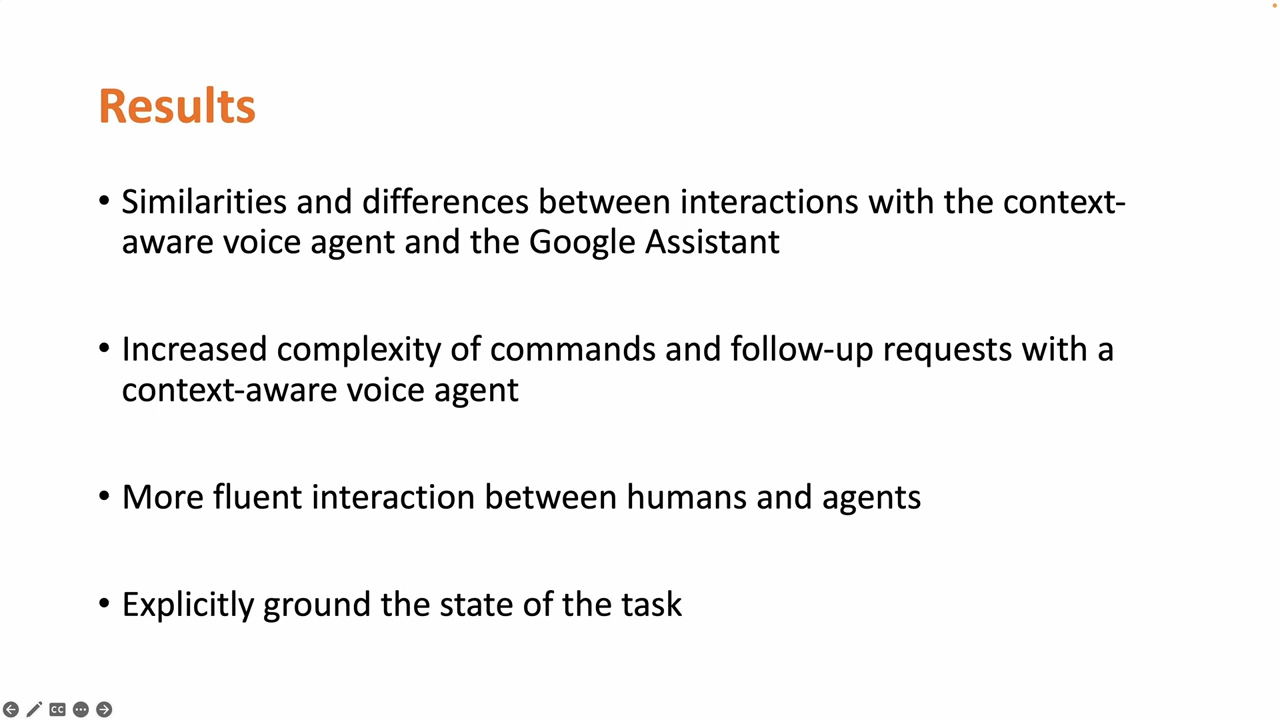 Results
• Similarities and differences between interactions with the context-
aware voice agent and the Google Assistant
• Increased complexity of commands and follow-up requests with a
context-aware voice agent
• More fluent interaction between humans and agents
• Explicitly ground the state of the task
CC